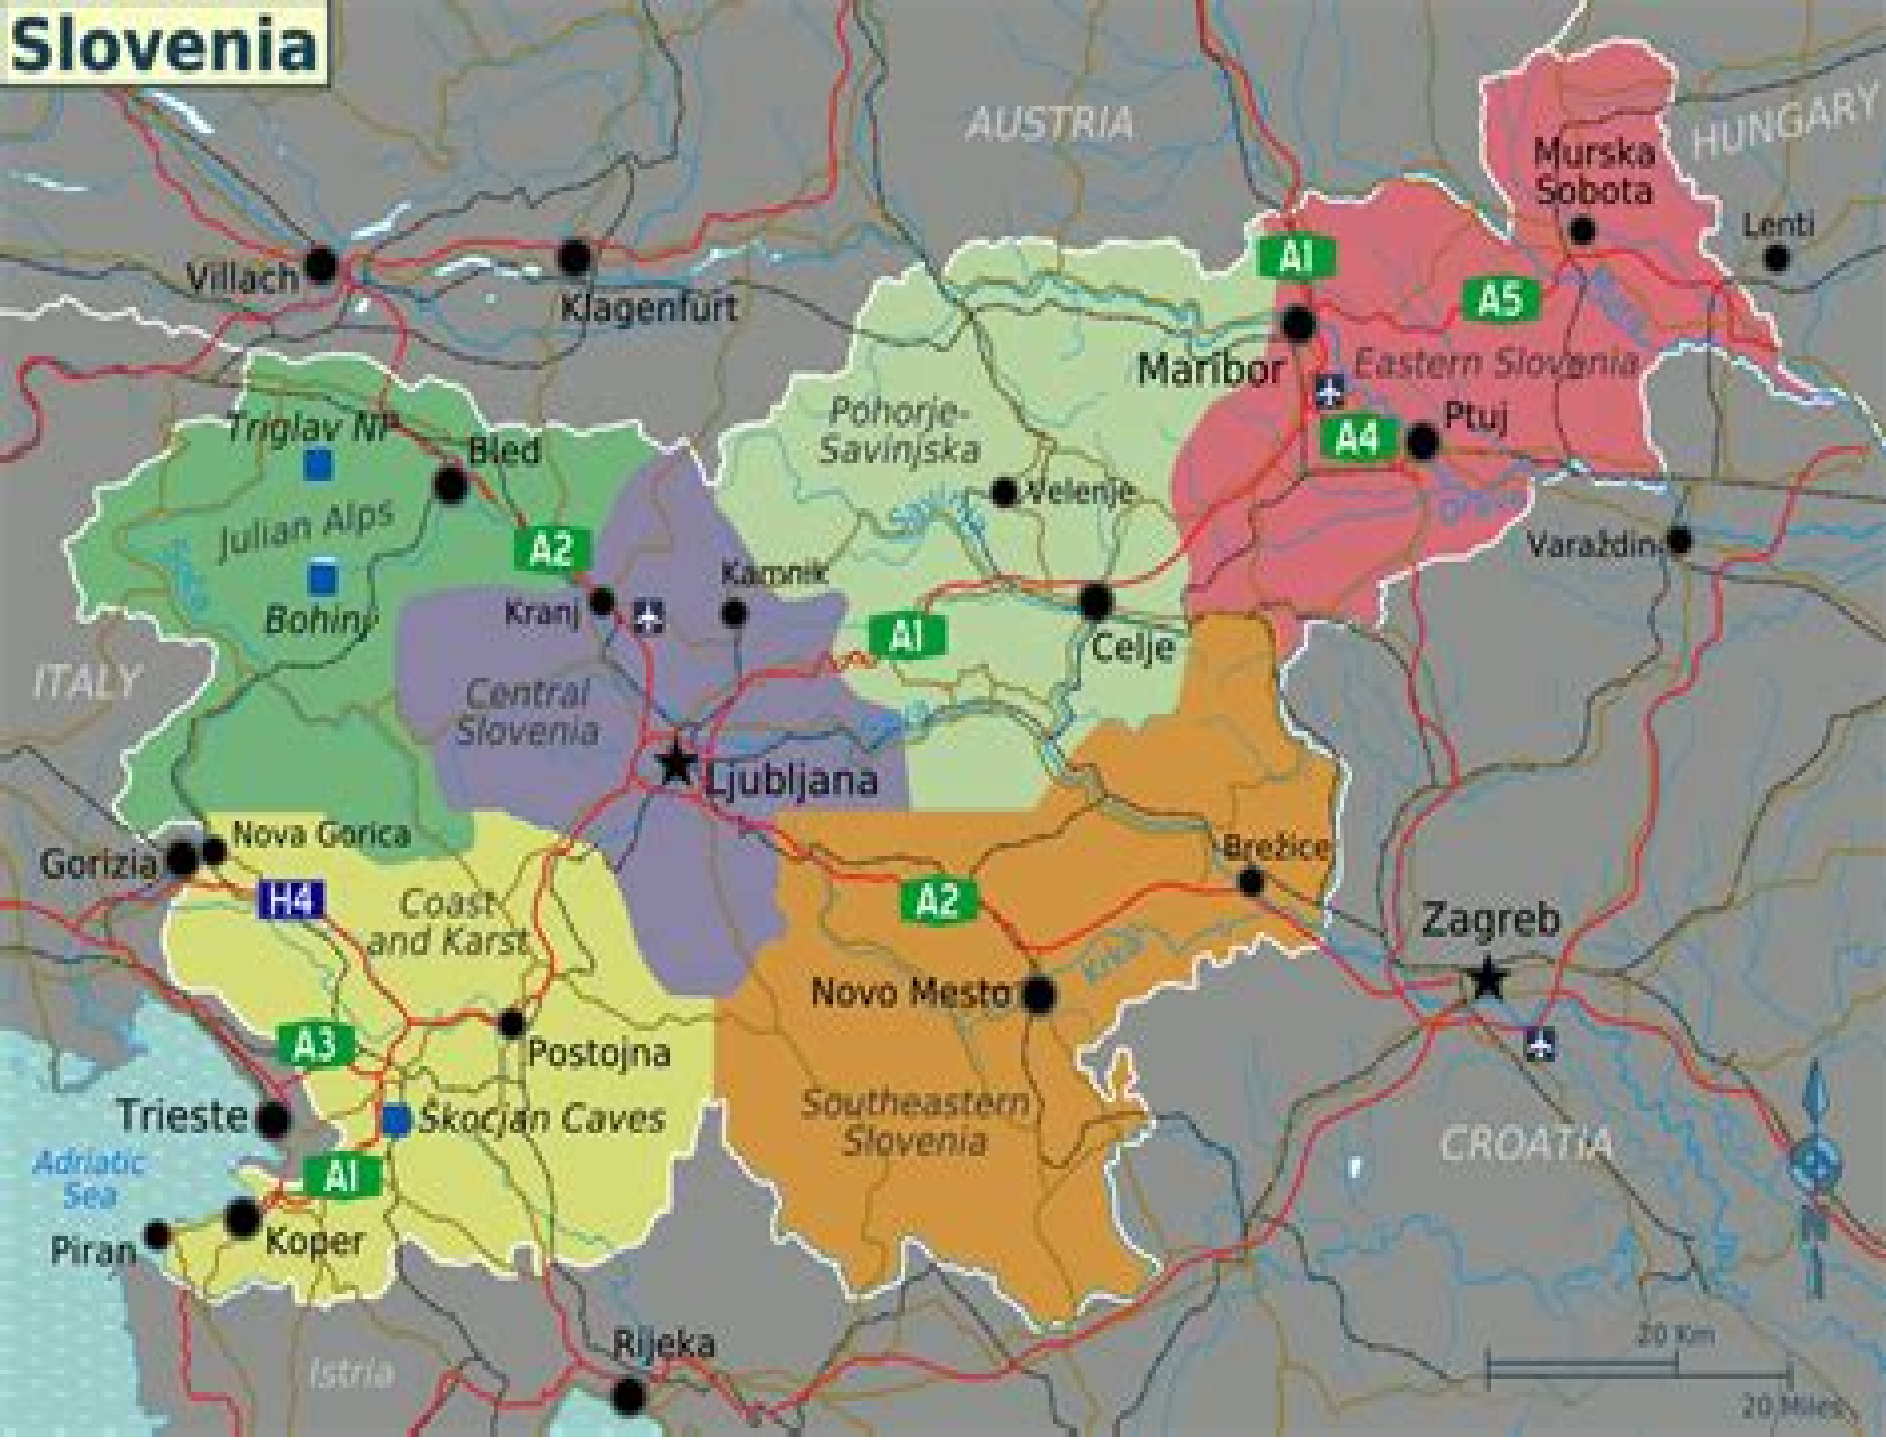 Slovenia
AUSTRIA
HUNGARY
Murska
Sobota
Lenti
Villach
Klagenfurt
A1
A5
Maribor
Eastern Slovenia
Triglav NP
Bled
Pohorje-
Savinjska
A4
Ptuj
Velenje
Julian Alps
A2
Varaždin
Kamnik
Bohinj
Kranj
A1
Celje
ITALY
Central
Slovenia
Ljubljana
Nova Gorica
Gorizia
Brežice
H4
Coast
and Karst
A2
Zagreb
Krka
Novo Mesto
A3
Postojna
Trieste
Škocjan Caves
Southeastern
Slovenia
CROATIA
Adriatic
Sea
A1
Koper
Piran
N
Rijeka
20 Km
Istria
20 Miles